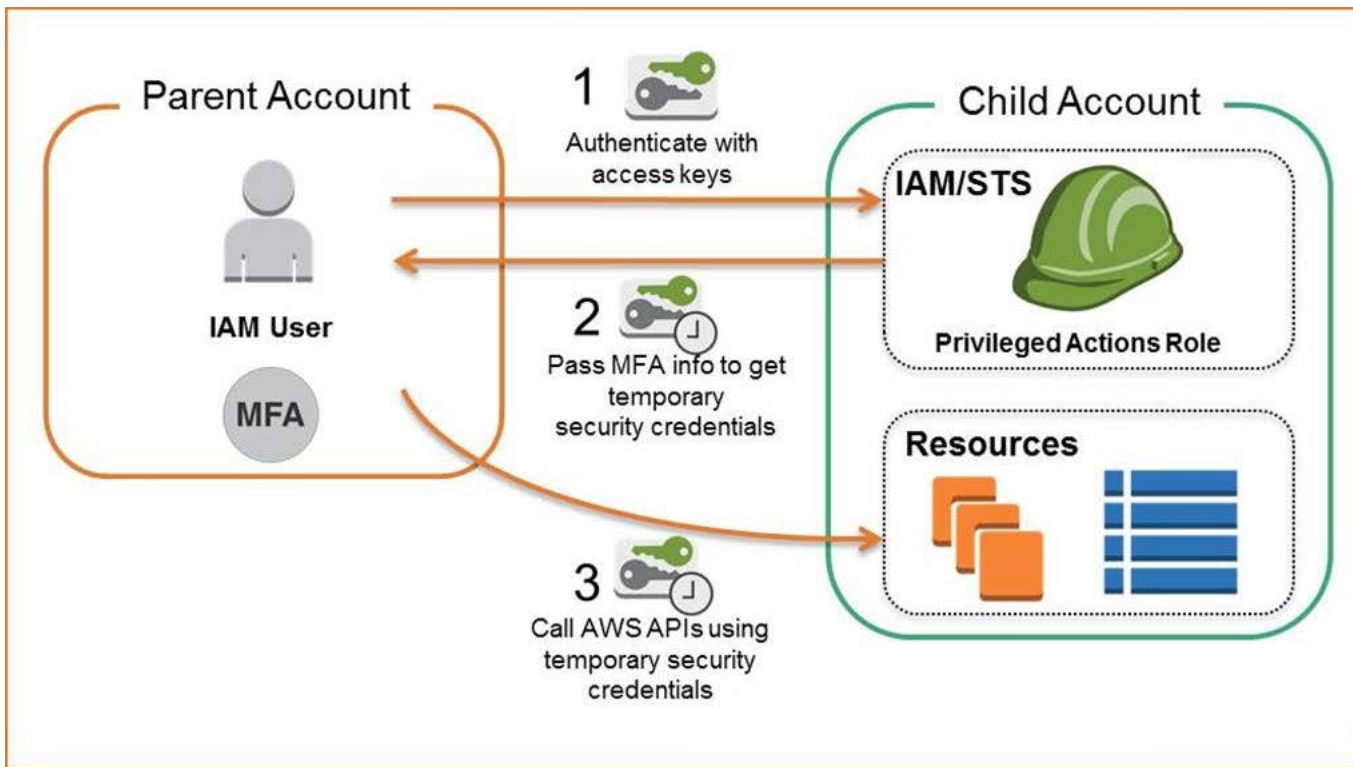 Parent Account
IAM User
MFA
1
Authenticate with
access keys
2
Pass MFA info to get
temporary
security credentials
3
Call AWS APIs using
temporary security
credentials
Child Account
IAM/STS
Privileged Actions Role
Resources